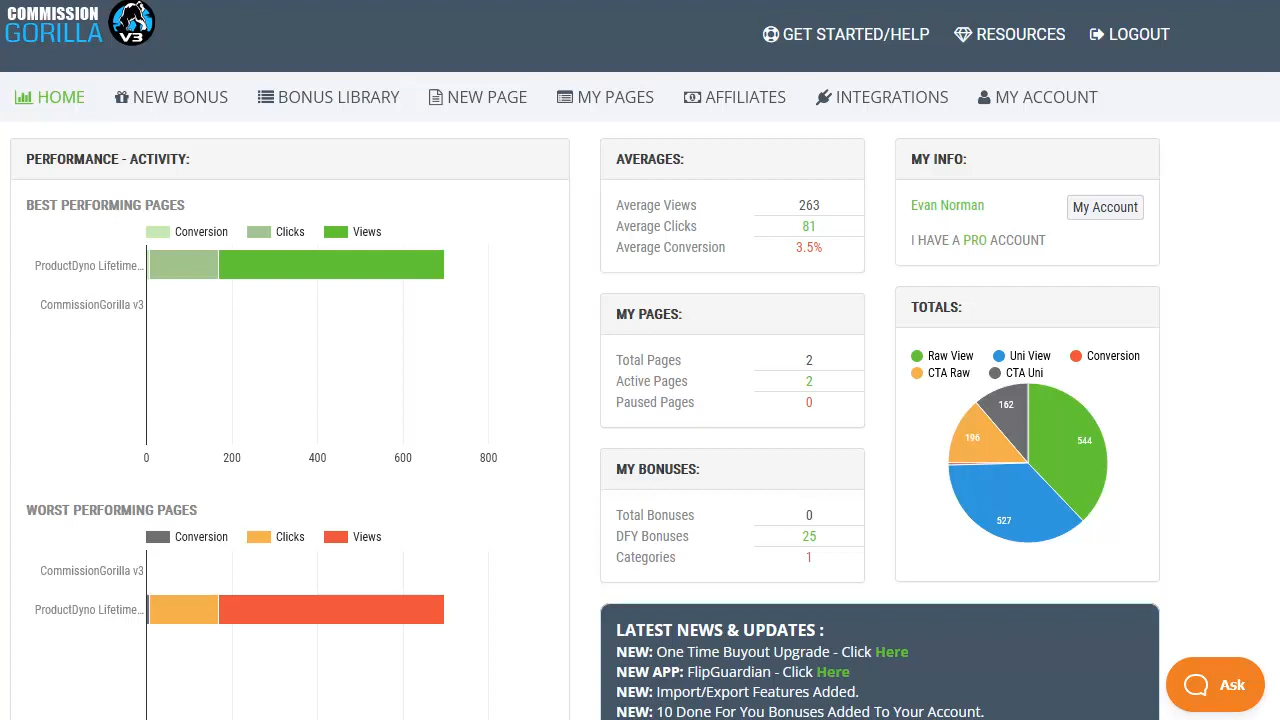 COMMISSION
GORILLA
V3
GET STARTED/HELP RESOURCES LOGOUT
HOME NEW BONUS BONUS LIBRARY NEW PAGE MY PAGES AFFILIATES INTEGRATIONS MY ACCOUNT
PERFORMANCE - ACTIVITY:
BEST PERFORMING PAGES
Conversion Clicks Views
ProductDyno Lifetime...
CommissionGorilla v3
0 200 400 600 800
WORST PERFORMING PAGES
Conversion Clicks Views
CommissionGorilla v3
ProductDyno Lifetime...
AVERAGES:
Average Views 263
Average Clicks 81
Average Conversion 3.5%
MY PAGES:
Total Pages 2
Active Pages 2
Paused Pages 0
MY BONUSES:
Total Bonuses 0
DFY Bonuses 25
Categories 1
MY INFO:
Evan Norman My Account
I HAVE A PRO ACCOUNT
TOTALS:
Raw View Uni View Conversion
CTA Raw CTA Uni
162
196
544
527
LATEST NEWS & UPDATES :
NEW: One Time Buyout Upgrade - Click Here
NEW APP: FlipGuardian - Click Here
NEW: Import/Export Features Added.
NEW: 10 Done For You Bonuses Added To Your Account.
Ask